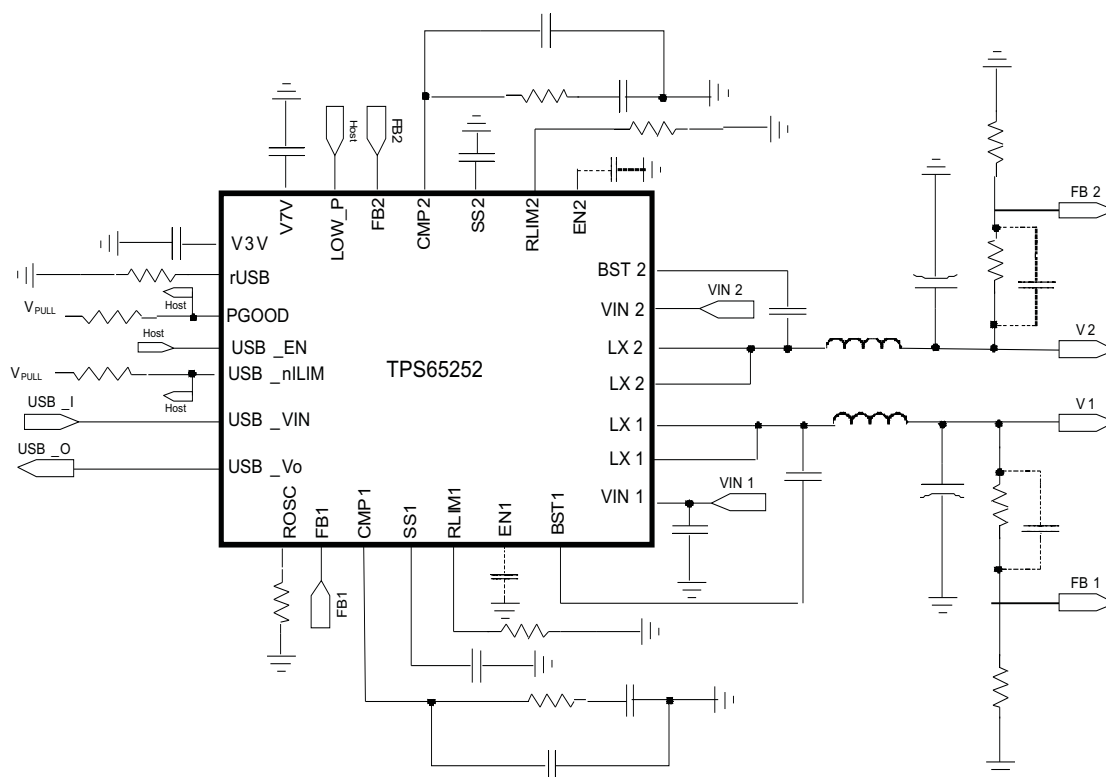 Host
FB2
V7V
LOW_P
FB2
CMP2
SS2
RLIM2
EN2
FB 2
V3V
rUSB
BST 2
VIN 2
VPULL
Host
PGOOD
VIN 2
Host
USB _EN
LX 2
V2
TPS65252
VPULL
USB _nILIM
LX 2
Host
USB _I
USB _VIN
LX 1
V1
USB _O
USB _Vo
LX 1
VIN 1
VIN 1
ROSC
FB1
CMP1
SS1
RLIM1
EN1
BST1
FB1
FB 1